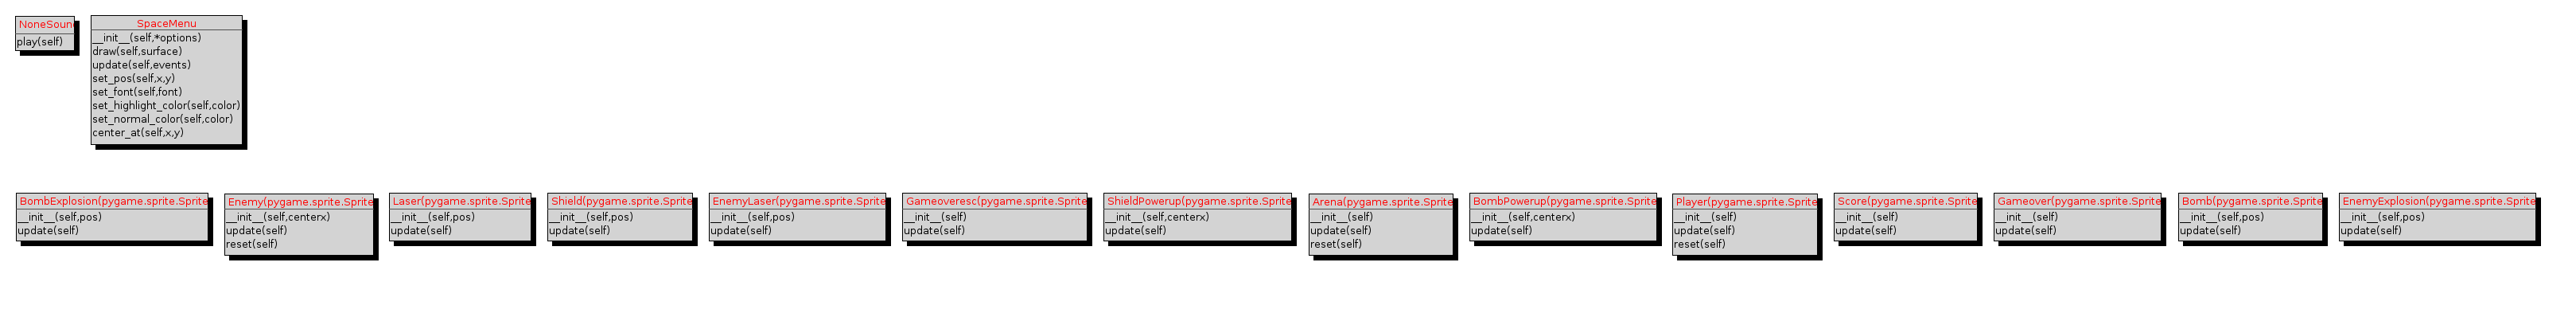 NoneSound
play(self)
SpaceMenu
__init__(self,*options)
draw(self,surface)
update(self,events)
set_pos(self,x,y)
set_font(self,font)
set_highlight_color(self,color)
set_normal_color(self,color)
center_at(self,x,y)
BombExplosion(pygame.sprite.Sprite
__init__(self,pos)
update(self)
Enemy(pygame.sprite.Sprite
__init__(self,centerx)
update(self)
reset(self)
Laser(pygame.sprite.Sprite
__init__(self,pos)
update(self)
Shield(pygame.sprite.Sprite
__init__(self,pos)
update(self)
EnemyLaser(pygame.sprite.Sprite
__init__(self,pos)
update(self)
Gameoveresc(pygame.sprite.Sprite
__init__(self)
update(self)
ShieldPowerup(pygame.sprite.Sprite
__init__(self,centerx)
update(self)
Arena(pygame.sprite.Sprite
__init__(self)
update(self)
reset(self)
BombPowerup(pygame.sprite.Sprite
__init__(self,centerx)
update(self)
Player(pygame.sprite.Sprite
__init__(self)
update(self)
reset(self)
Score(pygame.sprite.Sprite
__init__(self)
update(self)
Gameover(pygame.sprite.Sprite
__init__(self)
update(self)
Bomb(pygame.sprite.Sprite
__init__(self,pos)
update(self)
EnemyExplosion(pygame.sprite.Sprite
__init__(self,pos)
update(self)